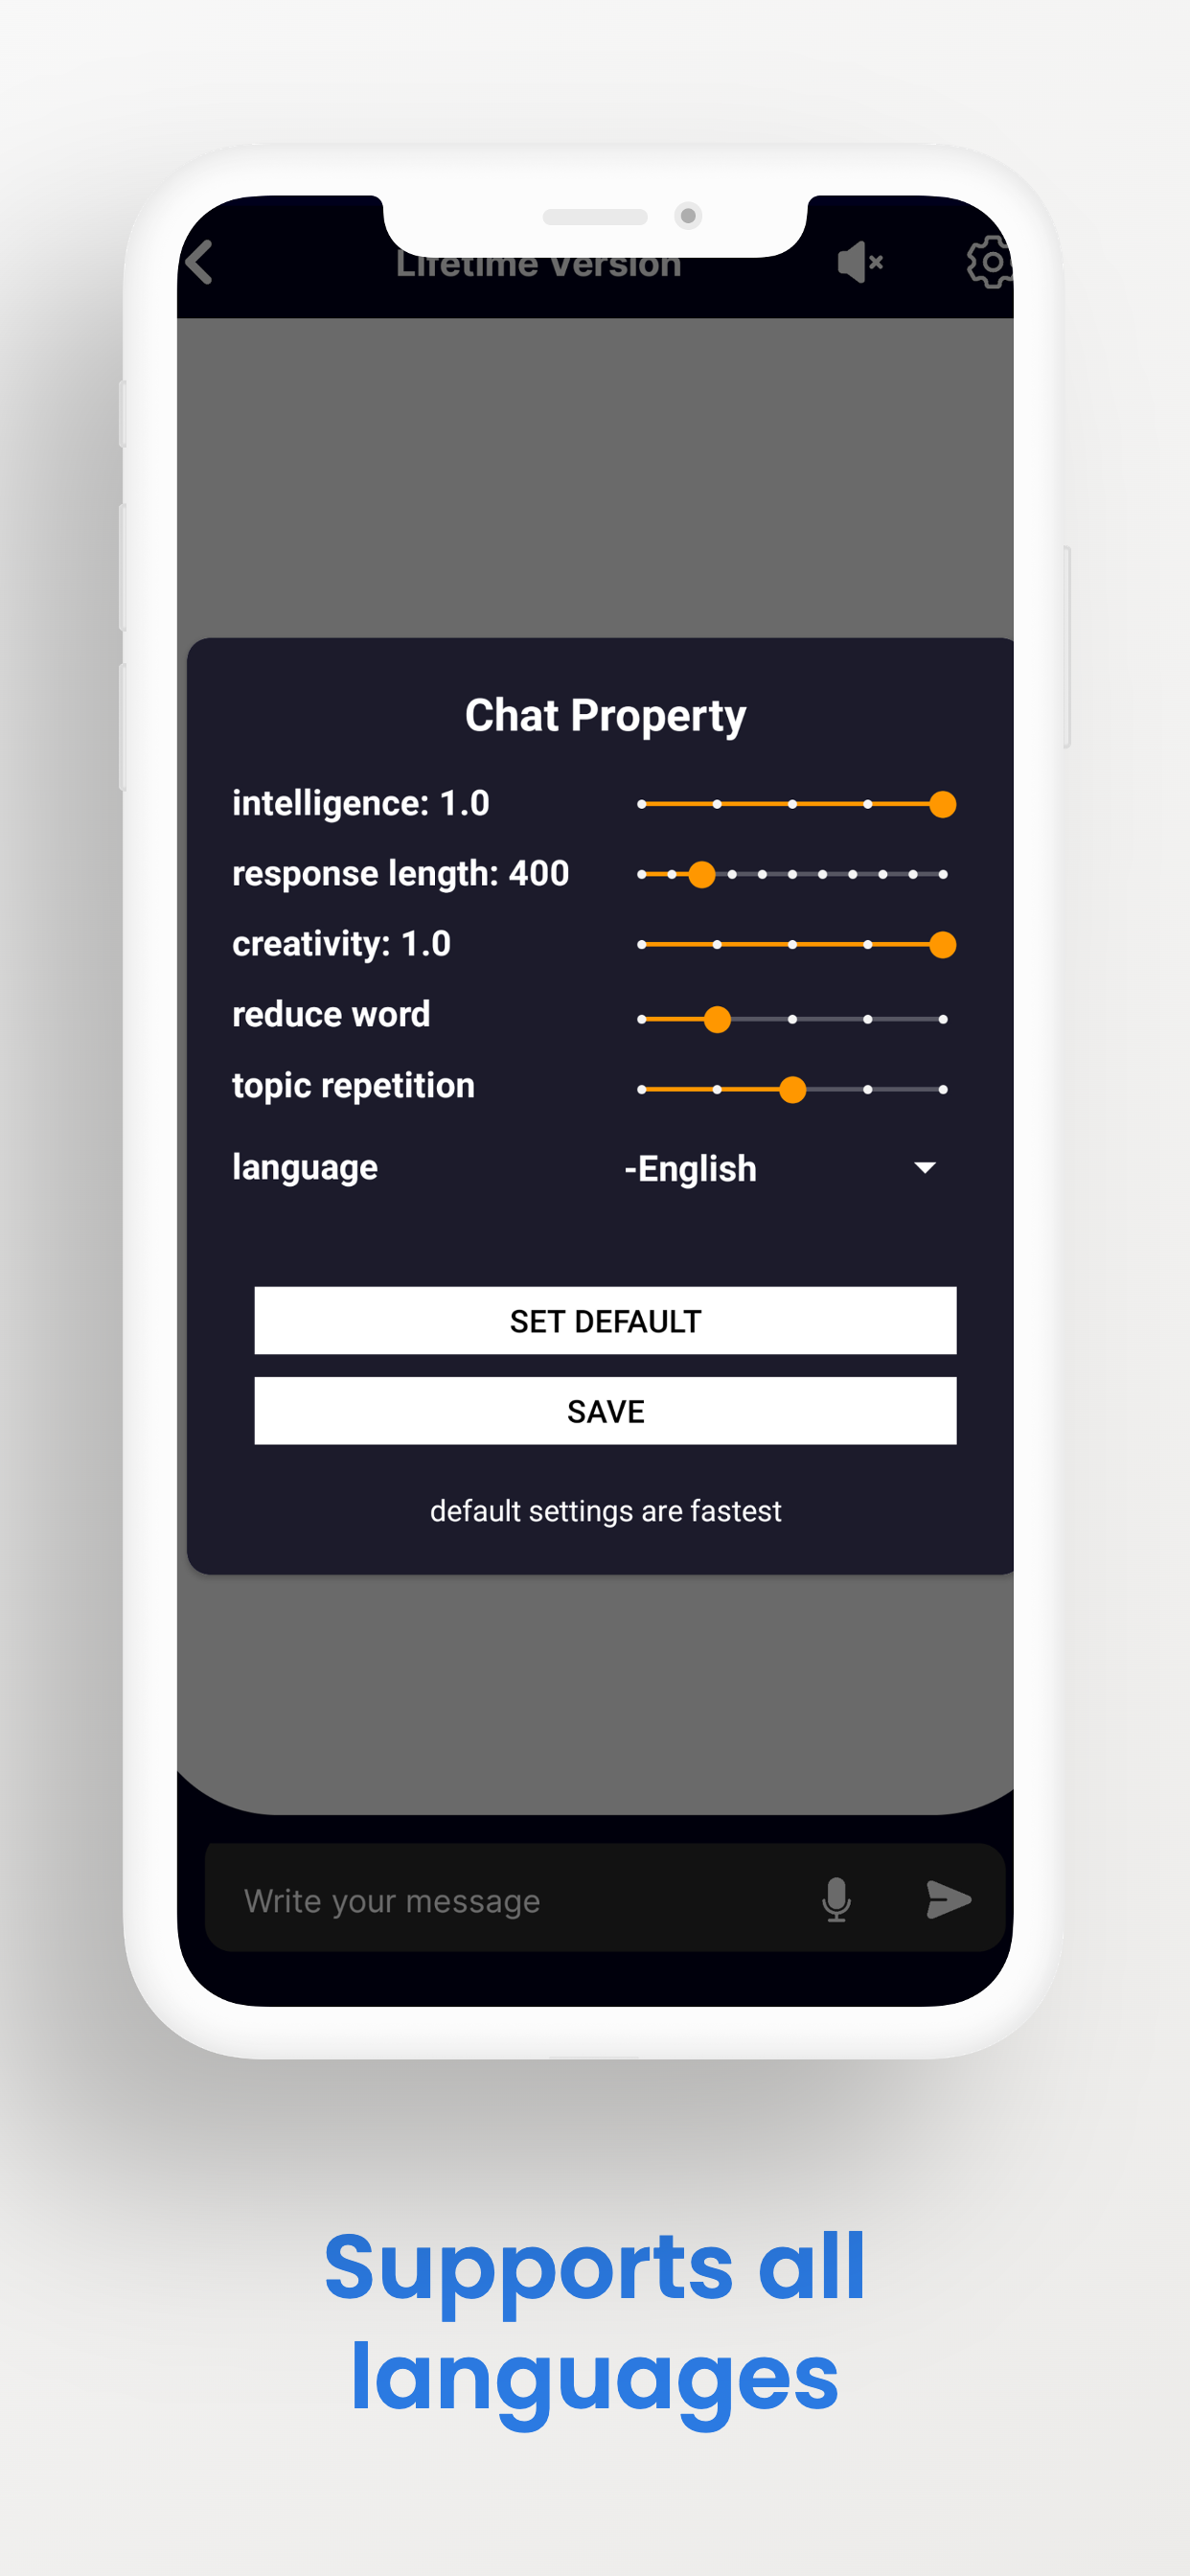 Lifetime Version
Chat Property
intelligence: 1.0
response length: 400
creativity: 1.0
reduce word
topic repetition
language -English
SET DEFAULT
SAVE
default settings are fastest
Write your message
Supports all
languages